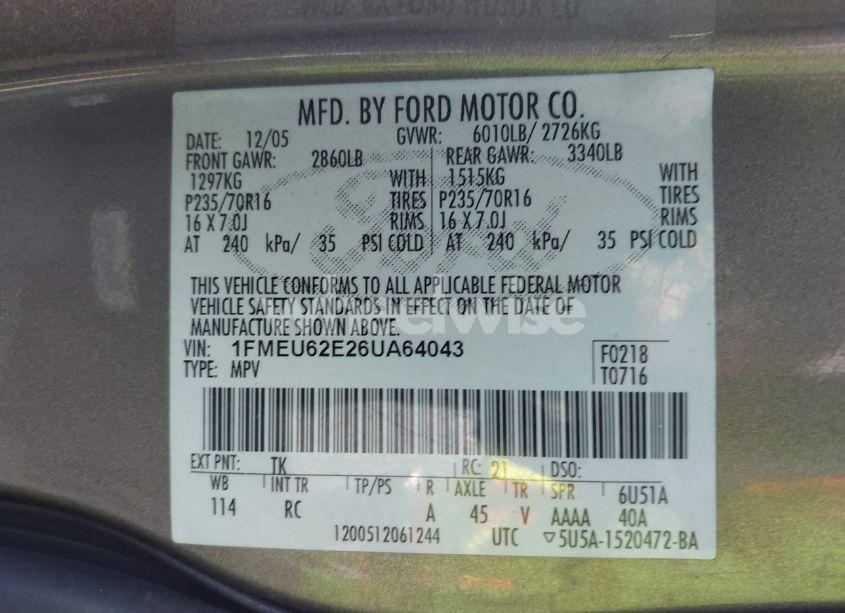 MFD. BY FORD MOTOR CO.
DATE: 12/05 GVWR: 6010LB/ 2726KG
FRONT GAWR: 2860LB REAR GAWR: 3340LB
1297KG WITH 1515KG WITH
P235/70R16 TIRES P235/70R16 TIRES
16 X 7.0J RIMS 16 X 7.0J RIMS
AT 240 kPa/ 35 PSI COLD AT 240 kPa/ 35 PSI COLD
THIS VEHICLE CONFORMS TO ALL APPLICABLE FEDERAL MOTOR
VEHICLE SAFETY STANDARDS IN EFFECT ON THE DATE OF
MANUFACTURE SHOWN ABOVE.
VIN: 1FMEU62E26UA64043 F0218
TYPE: MPV T0716
EXT PNT: TK RC: 21 DSO:
WB INT TR TP/PS R AXLE TR SPR 6U51A
114 RC A 45 V AAAA 40A
1200512061244 UTC ▽5U5A-1520472-BA